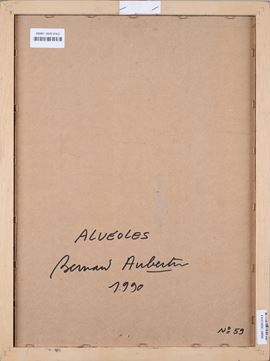 ALVEOLES
Bernard Aubertin
1990
N° 59